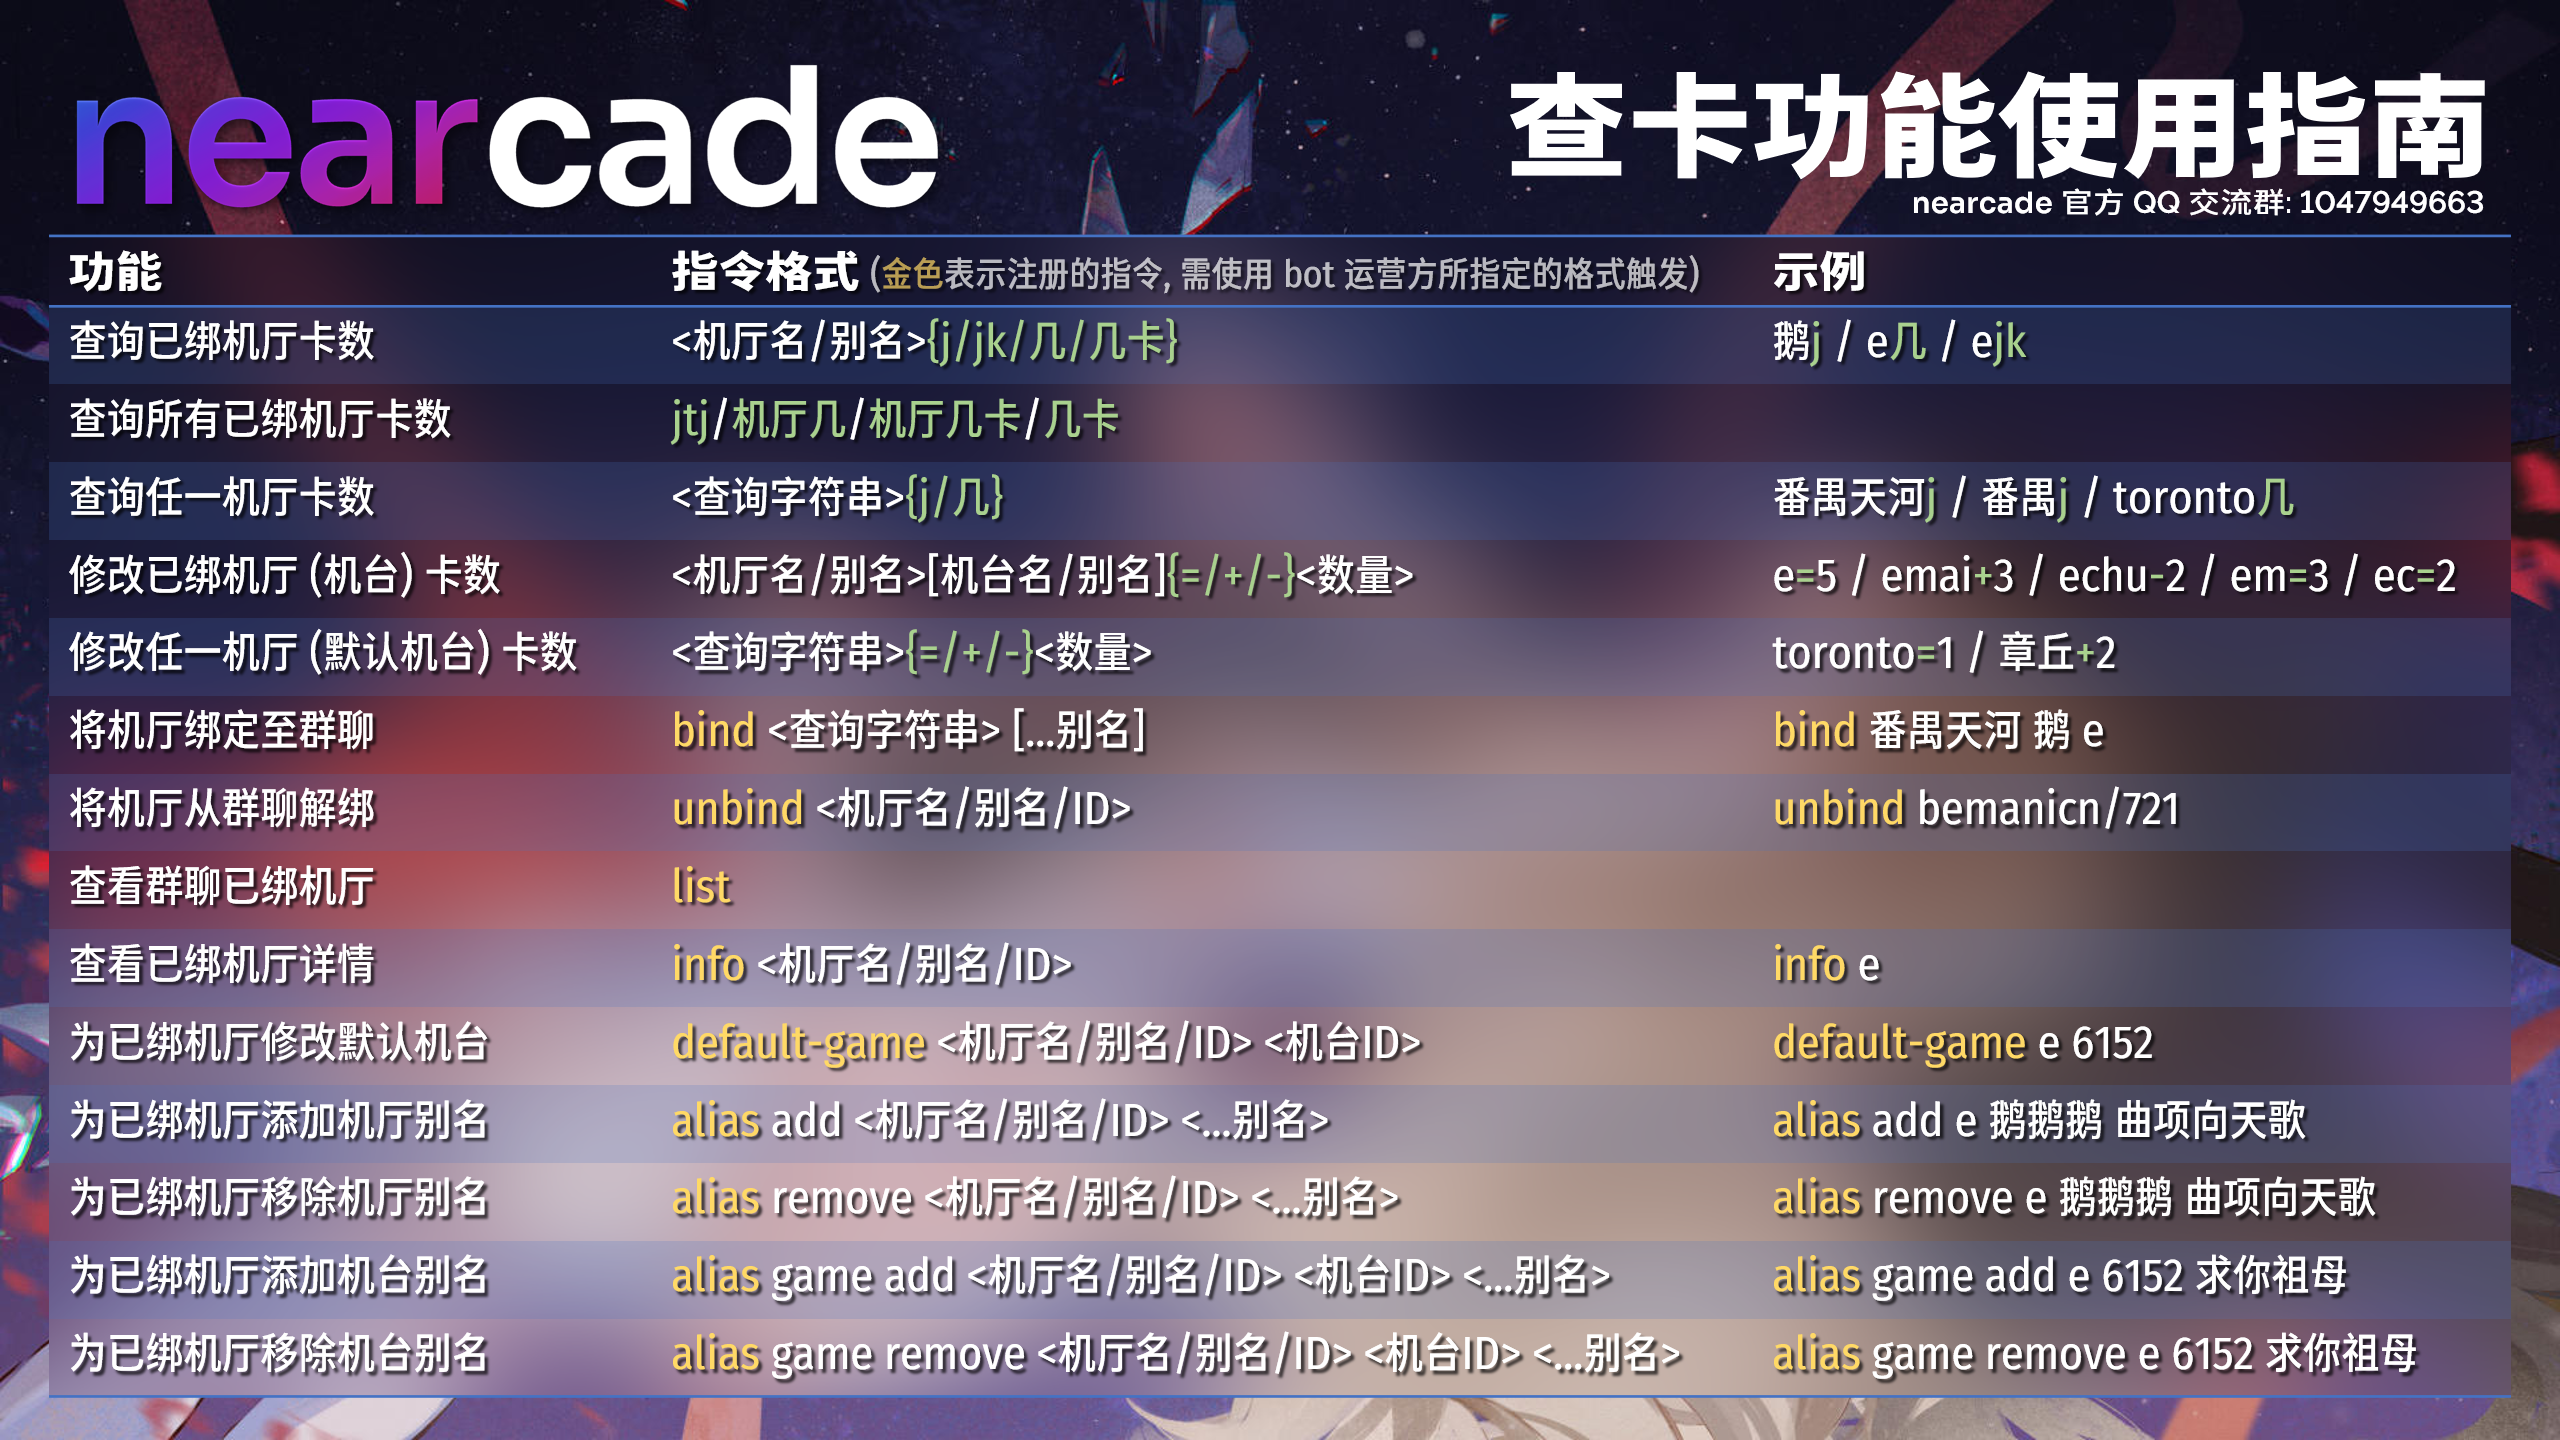 nearcade
查卡功能使用指南
nearcade 官方 QQ 交流群: 1047949663
功能 指令格式 (金色表示注册的指令, 需使用 bot 运营方所指定的格式触发) 示例
查询已绑机厅卡数 <机厅名/别名>{j/jk/几/几卡} 鹅j / e几 / ejk
查询所有已绑机厅卡数 jtj/机厅几/机厅几卡/几卡
查询任一机厅卡数 <查询字符串>{j/几} 番禺天河j / 番禺j / toronto几
修改已绑机厅 (机台) 卡数 <机厅名/别名>[机台名/别名]{=/+/-}<数量> e=5 / emai+3 / echu-2 / em=3 / ec=2
修改任一机厅 (默认机台) 卡数 <查询字符串>{=/+/-}<数量> toronto=1 / 章丘+2
将机厅绑定至群聊 bind <查询字符串> [...别名] bind 番禺天河 鹅 e
将机厅从群聊解绑 unbind <机厅名/别名/ID> unbind bemanicn/721
查看群聊已绑机厅 list
查看已绑机厅详情 info <机厅名/别名/ID> info e
为已绑机厅修改默认机台 default-game <机厅名/别名/ID> <机台ID> default-game e 6152
为已绑机厅添加机厅别名 alias add <机厅名/别名/ID> <...别名> alias add e 鹅鹅鹅 曲项向天歌
为已绑机厅移除机厅别名 alias remove <机厅名/别名/ID> <...别名> alias remove e 鹅鹅鹅 曲项向天歌
为已绑机厅添加机台别名 alias game add <机厅名/别名/ID> <机台ID> <...别名> alias game add e 6152 求你祖母
为已绑机厅移除机台别名 alias game remove <机厅名/别名/ID> <机台ID> <...别名> alias game remove e 6152 求你祖母